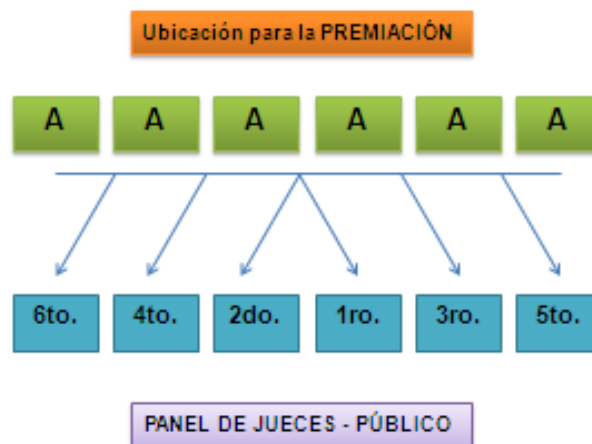 Ubicación para la PREMIACIÓN
A A A A A A
6to. 4to. 2do. 1ro. 3ro. 5to.
PANEL DE JUECES - PÚBLICO